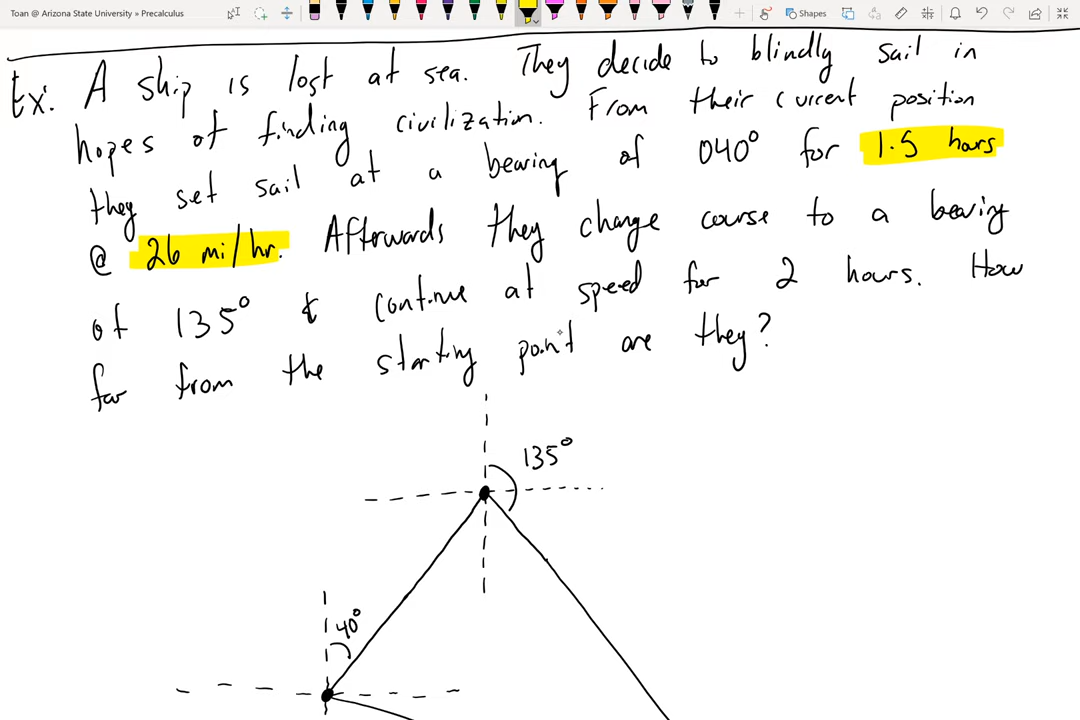 Toan @ Arizona State University » Precalculus
Shapes
Ex: A ship is lost at sea. They decide to blindly sail in
hopes of finding civilization. From their current position
they set sail at a bearing of 040° for 1.5 hours
@ 26 mi/hr. Afterwards they change course to a bearing
of 135° & continue at speed for 2 hours. How
far from the starting point are they?
135°
40°